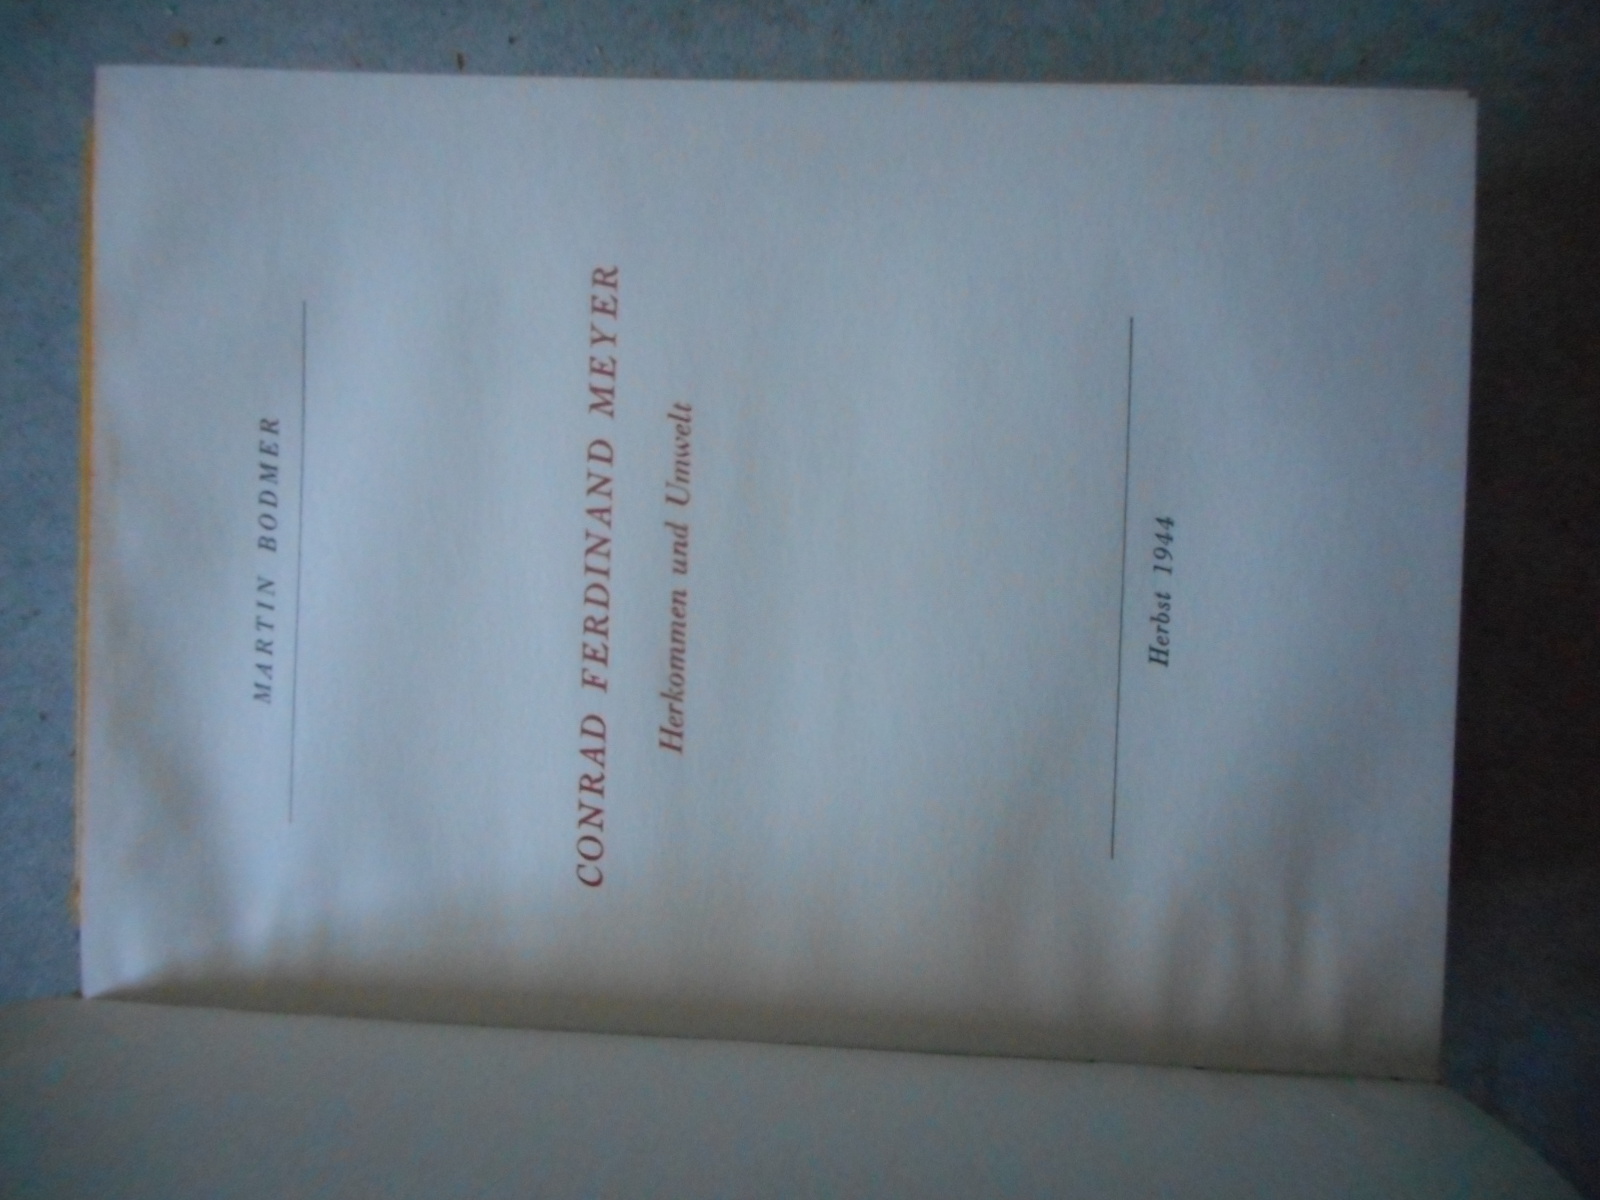 MARTIN BODMER
CONRAD FERDINAND MEYER
Herkommen und Umwelt
Herbst 1944